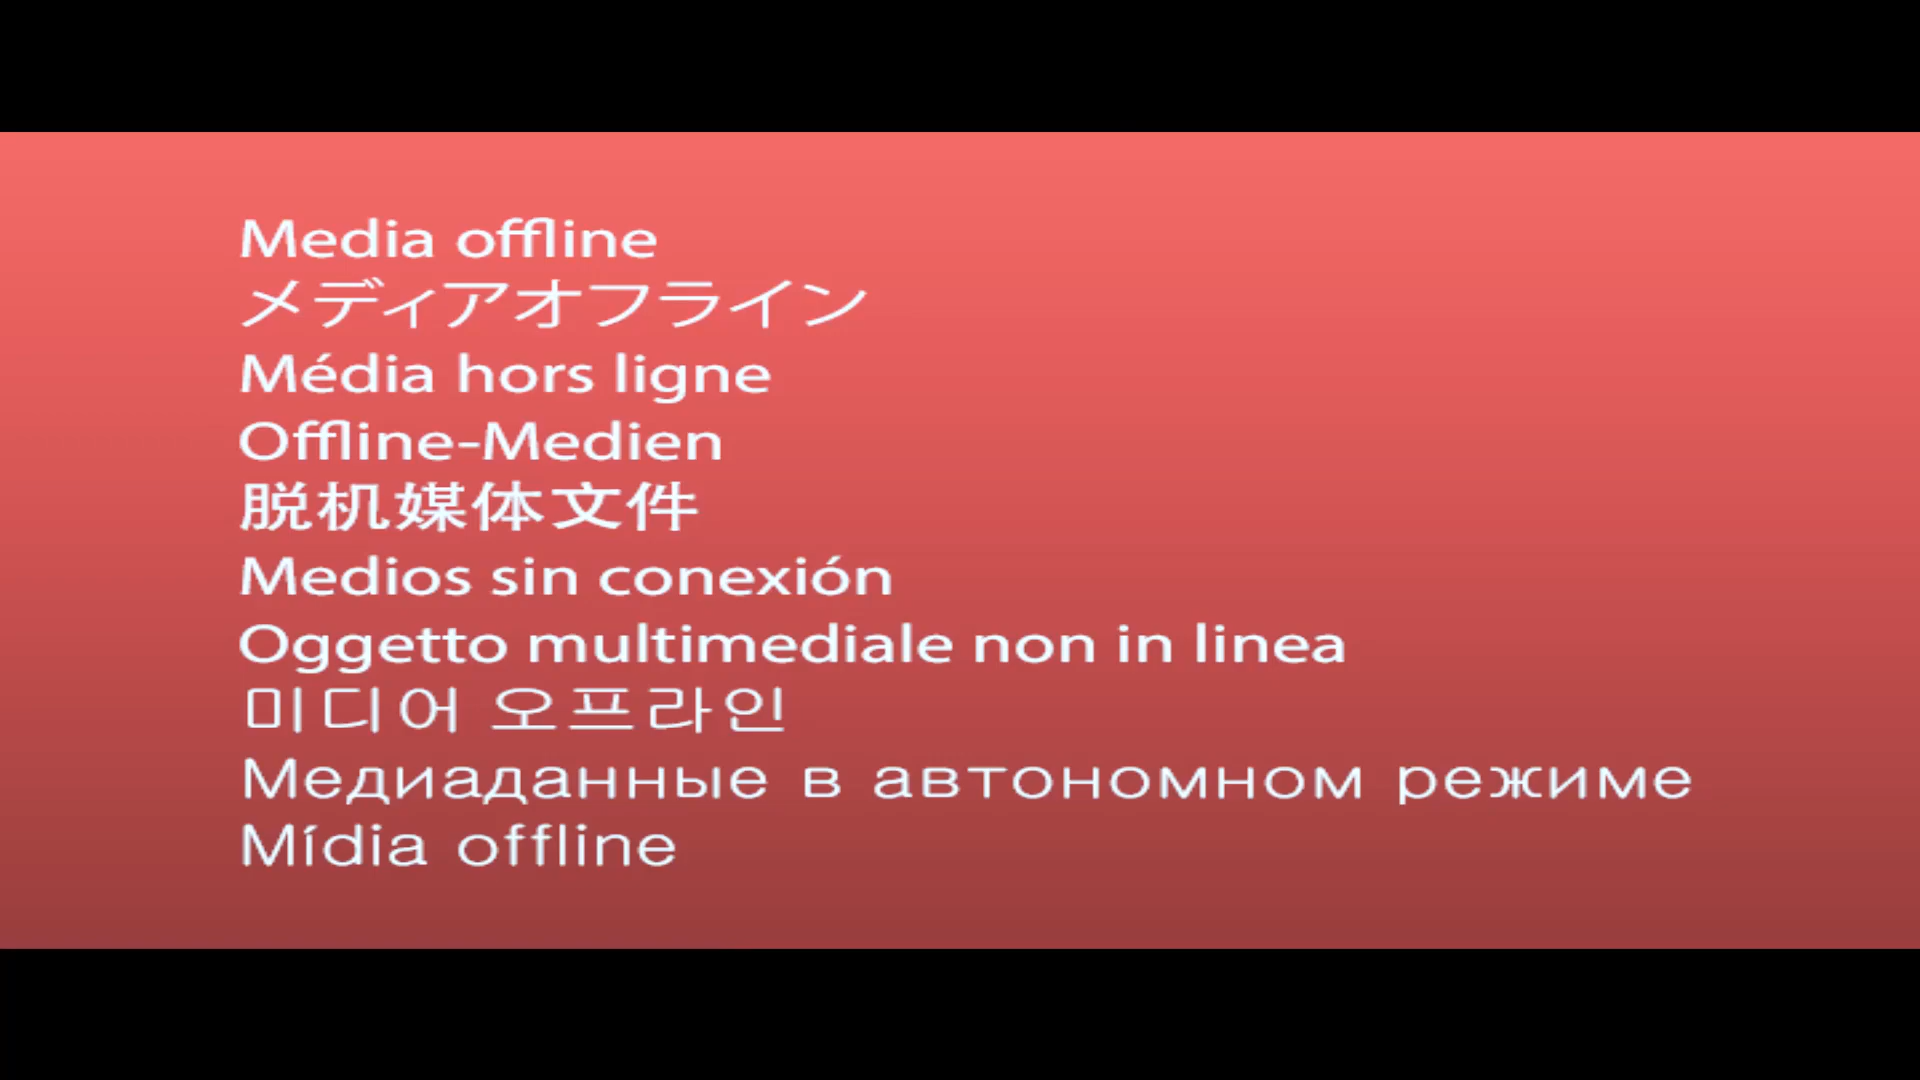 Media offline
メディアオフライン
Média hors ligne
Offline-Medien
脱机媒体文件
Medios sin conexión
Oggetto multimediale non in linea
미디어 오프라인
Медиаданные в автономном режиме
Mídia offline